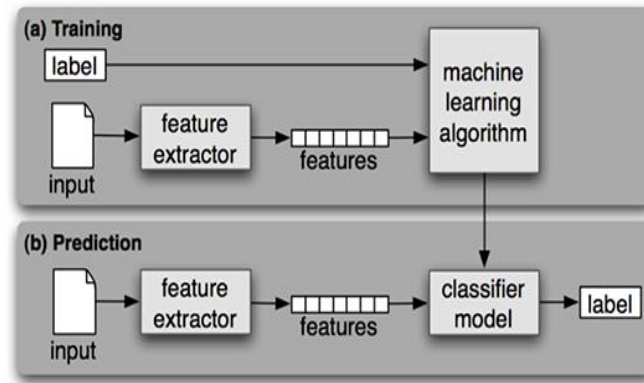 (a) Training
label
machine
learning
algorithm
feature
extractor
features
input
(b) Prediction
feature
extractor
features
input
classifier
model
label